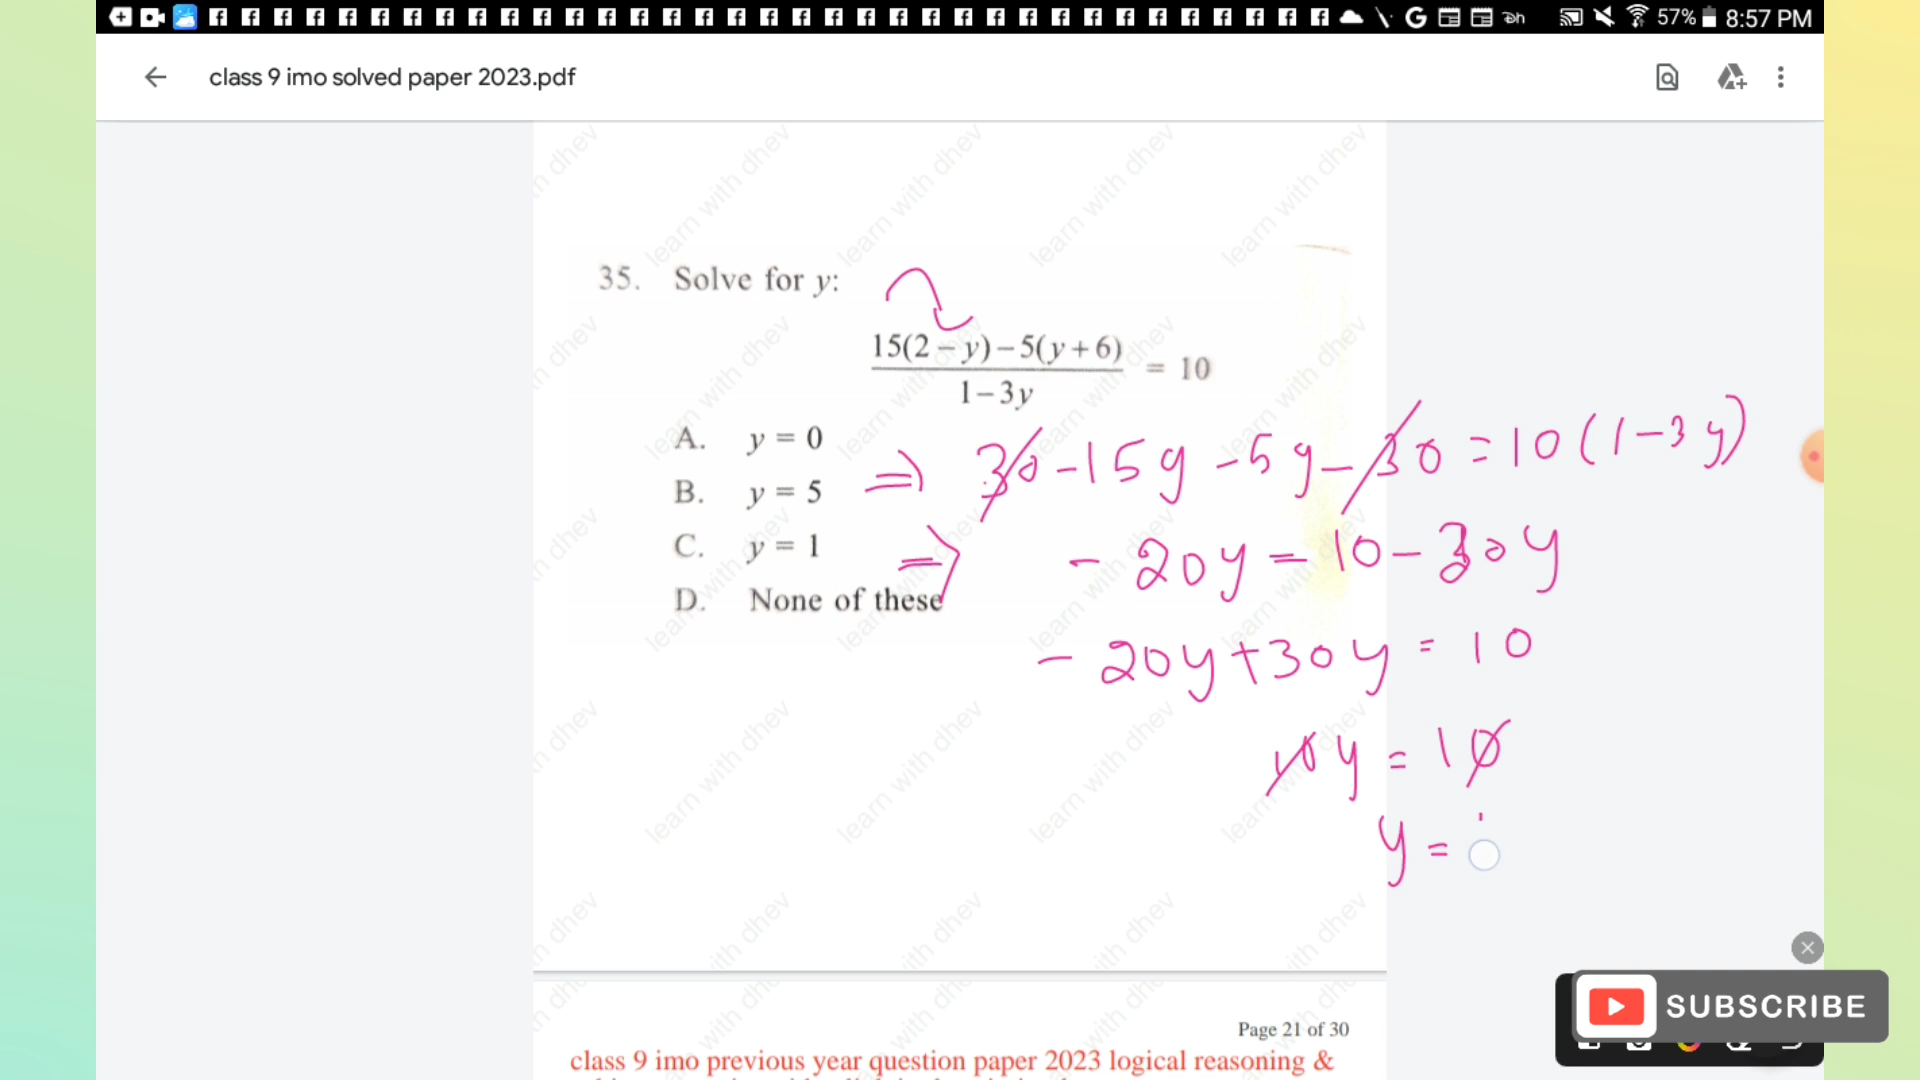 57% 8:57 PM
class 9 imo solved paper 2023.pdf
35. Solve for y:
15(2 – y) – 5(y + 6)
= 10
1 – 3y
A. y = 0
B. y = 5
C. y = 1
D. None of these
⇒ 30 - 15y - 5y - 30 = 10 (1 - 3y)
⇒ - 20y = 10 - 30y
- 20y + 30y = 10
10y = 10
y =
learn with dhev
SUBSCRIBE
Page 21 of 30
class 9 imo previous year question paper 2023 logical reasoning &